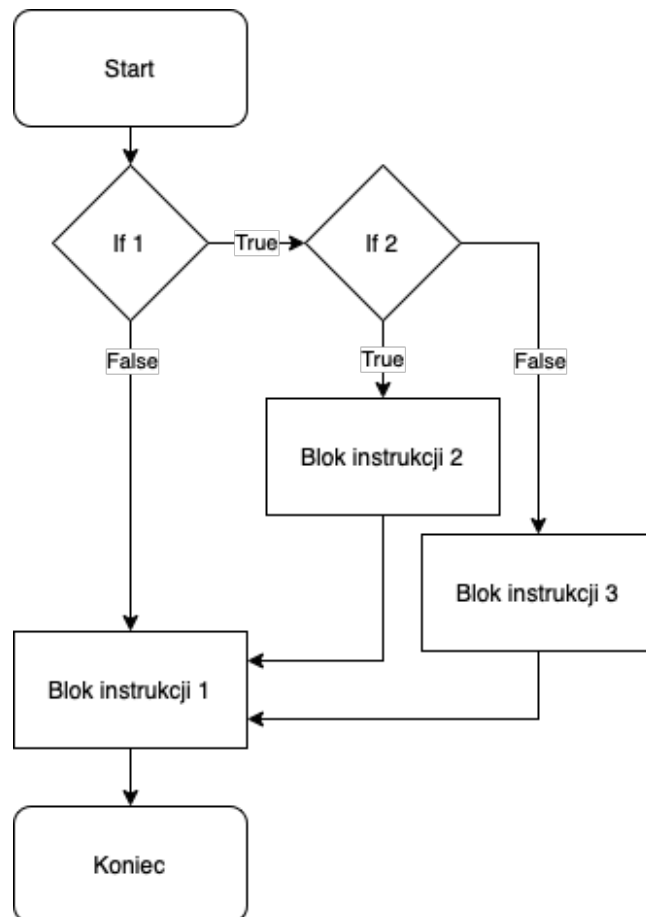 Start
If 1
True
If 2
False
True
False
Blok instrukcji 2
Blok instrukcji 3
Blok instrukcji 1
Koniec